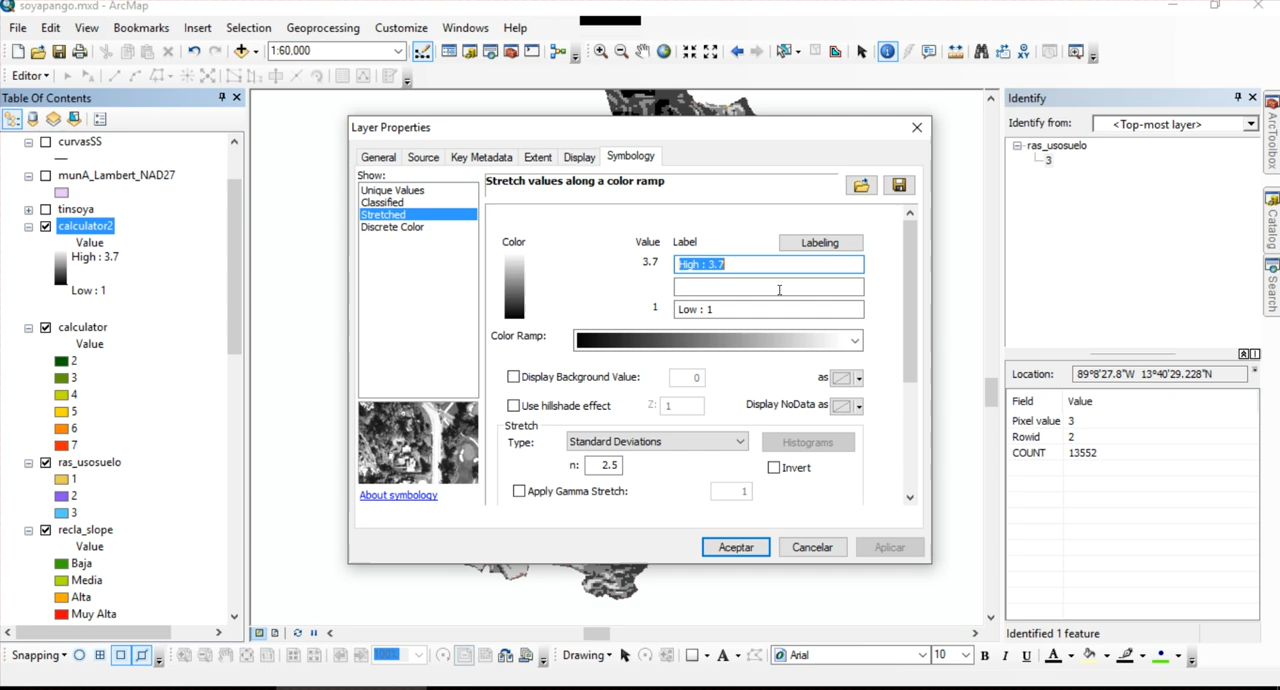 soyapango.mxd - ArcMap
File Edit View Bookmarks Insert Selection Geoprocessing Customize Windows Help
1:60,000
Editor
Table Of Contents
curvasSS
munA_Lambert_NAD27
tinsoya
calculator2
Value
High : 3.7
Low : 1
calculator
Value
2
3
4
5
6
7
ras_usosuelo
1
2
3
recla_slope
Value
Baja
Media
Alta
Muy Alta
Layer Properties
General Source Key Metadata Extent Display Symbology
Show:
Unique Values
Classified
Stretched
Discrete Color
About symbology
Stretch values along a color ramp
Color Value Label Labeling
3.7 High : 3.7
1 Low : 1
Color Ramp:
Display Background Value: 0 as
Use hillshade effect Z: 1 Display NoData as
Stretch
Type: Standard Deviations Histograms
n: 2.5 Invert
Apply Gamma Stretch: 1
Aceptar Cancelar Aplicar
Identify
Identify from: <Top-most layer>
ras_usosuelo
3
Location: 89°8'27.8"W 13°40'29.228"N
Field Value
Pixel value 3
Rowid 2
COUNT 13552
Identified 1 feature
ArcToolbox
Catalog
Search
Snapping 100% Drawing A Arial 10 B I U A